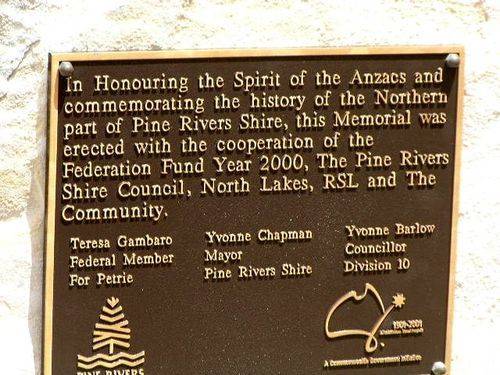 In Honouring the Spirit of the Anzacs and
commemorating the history of the Northern
part of Pine Rivers Shire, this Memorial was
erected with the cooperation of the
Federation Fund Year 2000, The Pine Rivers
Shire Council, North Lakes, RSL and The
Community.
Teresa Gambaro
Federal Member
For Petrie
Yvonne Chapman
Mayor
Pine Rivers Shire
Yvonne Barlow
Councillor
Division 10
PINE RIVERS
1901-2001
A Commonwealth Government Initiative